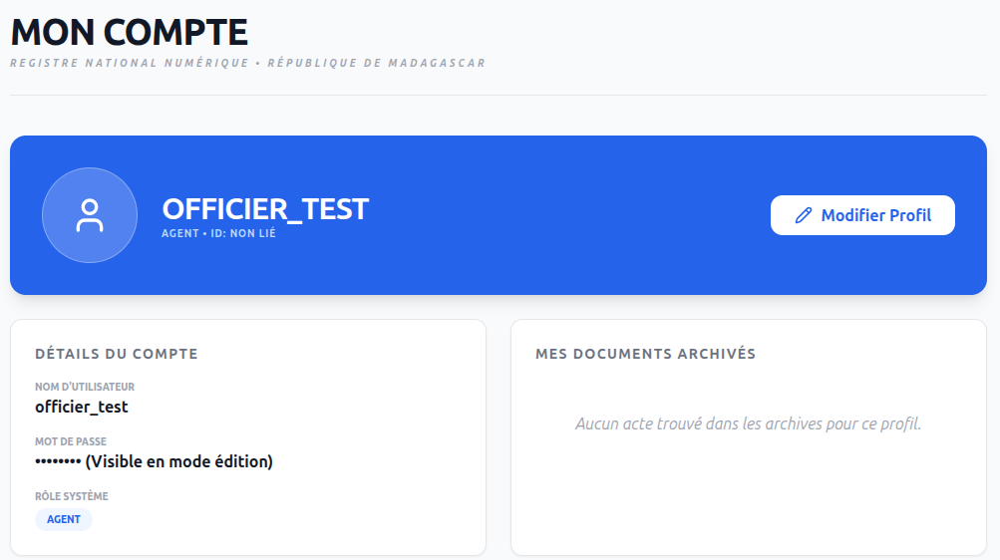 MON COMPTE
REGISTRE NATIONAL NUMÉRIQUE • RÉPUBLIQUE DE MADAGASCAR
OFFICIER_TEST
AGENT • ID: NON LIÉ
Modifier Profil
DÉTAILS DU COMPTE
NOM D'UTILISATEUR
officier_test
MOT DE PASSE
•••••••• (Visible en mode édition)
RÔLE SYSTÈME
AGENT
MES DOCUMENTS ARCHIVÉS
Aucun acte trouvé dans les archives pour ce profil.